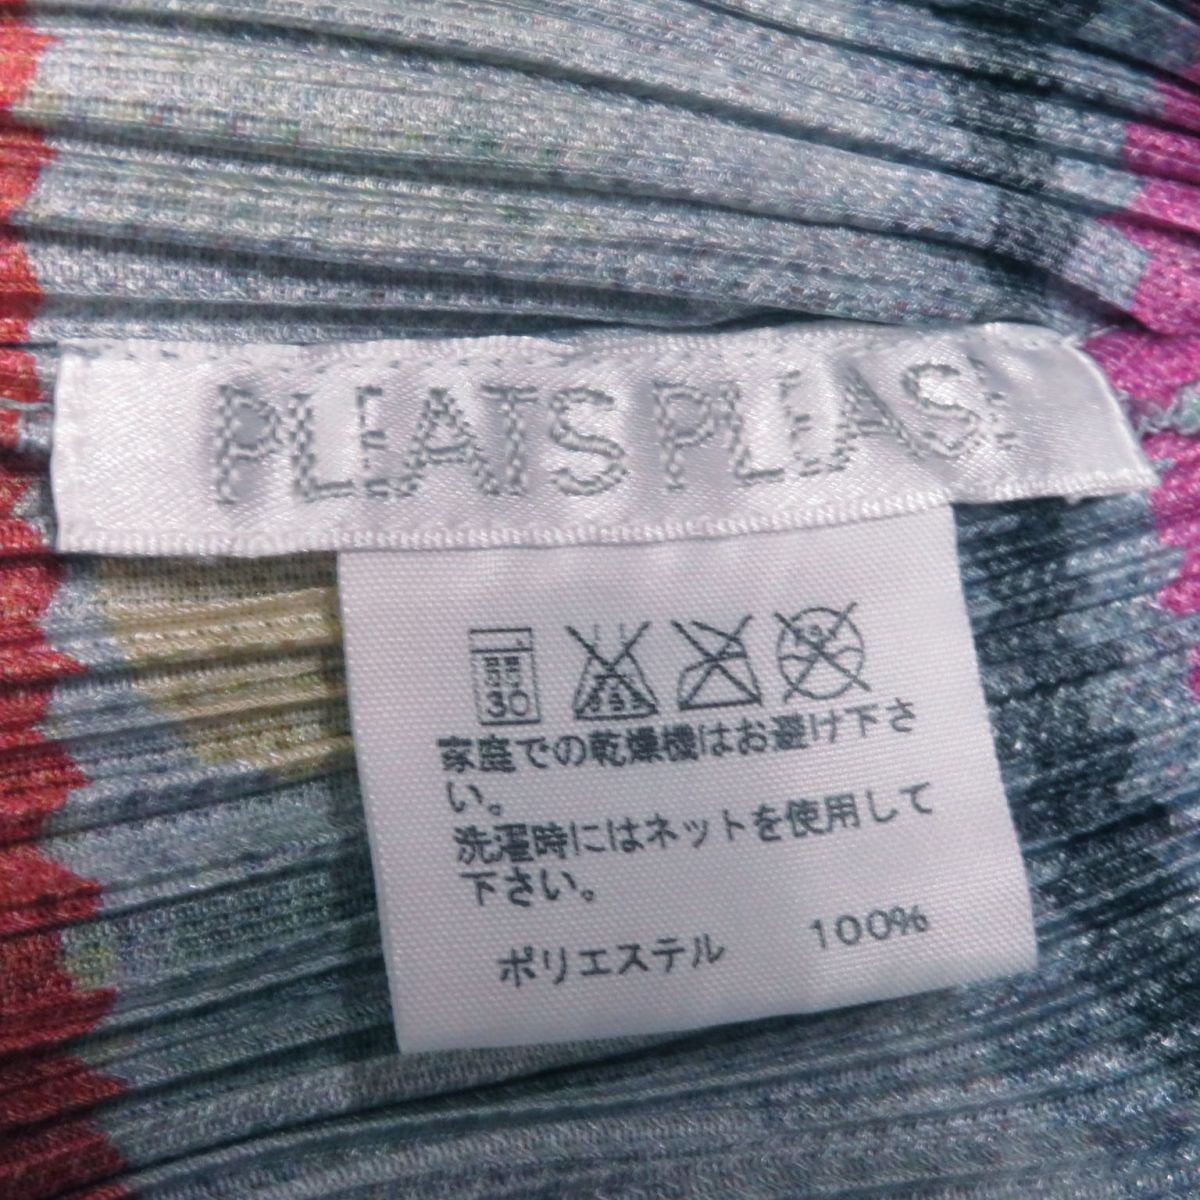 PLEATS PLEASE
30
家庭での乾燥機はお避け下さ
い。
洗濯時にはネットを使用して
下さい。
ポリエステル 100%